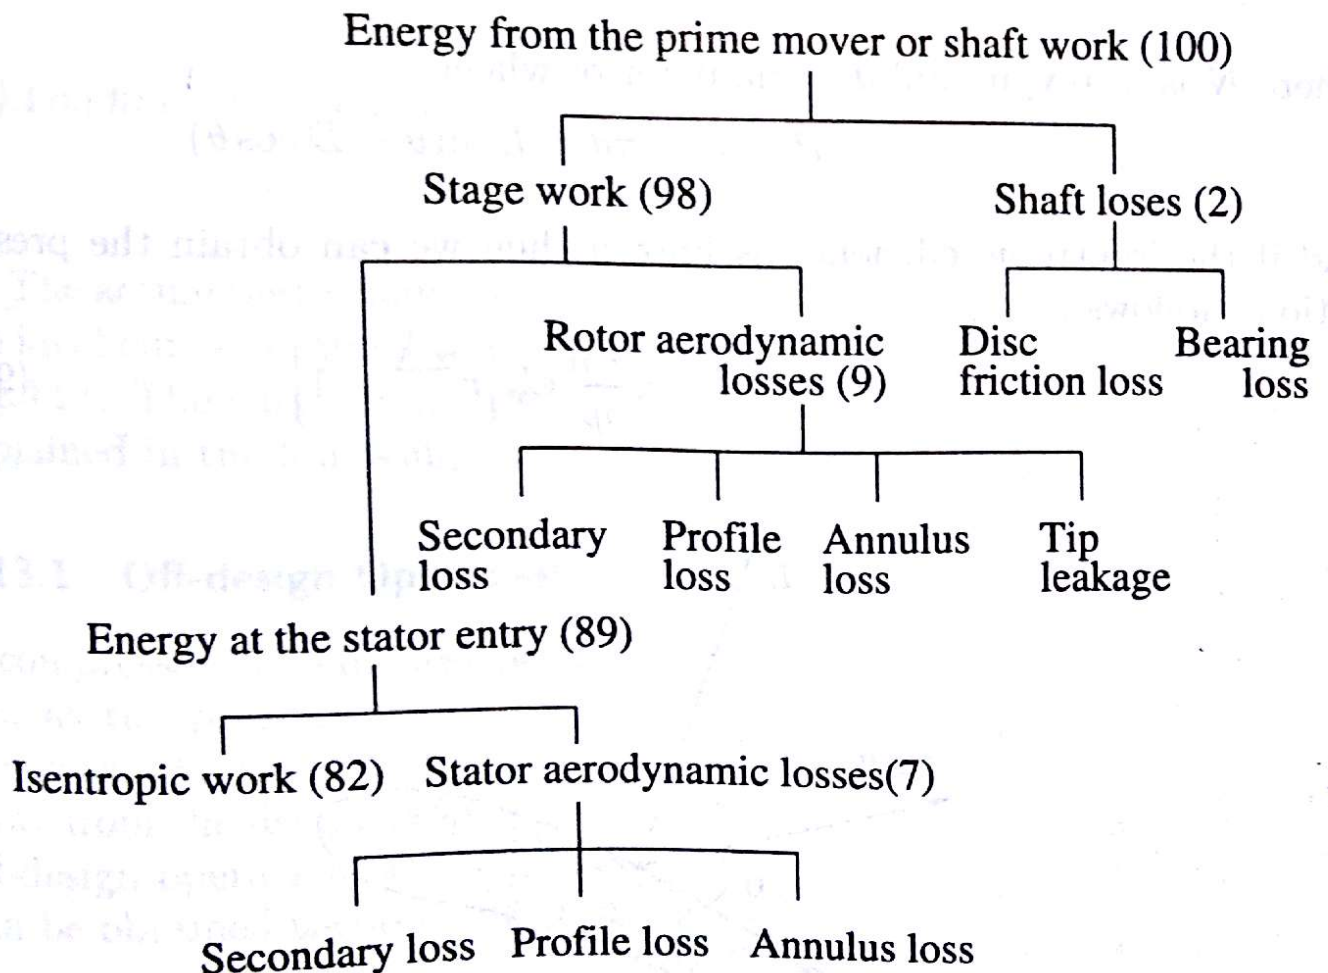 Energy from the prime mover or shaft work (100)
Stage work (98)
Shaft loses (2)
Rotor aerodynamic
losses (9)
Disc
friction loss
Bearing
loss
Secondary
loss
Profile
loss
Annulus
loss
Tip
leakage
Energy at the stator entry (89)
Isentropic work (82)
Stator aerodynamic losses(7)
Secondary loss
Profile loss
Annulus loss